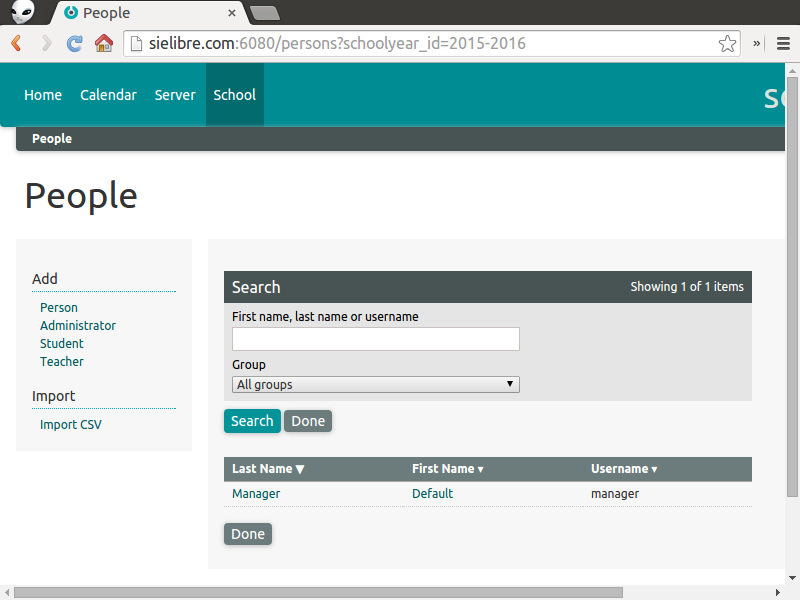 People
sielibre.com:6080/persons?schoolyear_id=2015-2016
Home Calendar Server School
People
People
Add
Person
Administrator
Student
Teacher
Import
Import CSV
Search Showing 1 of 1 items
First name, last name or username
Group
All groups
Search Done
Last Name First Name Username
Manager Default manager
Done